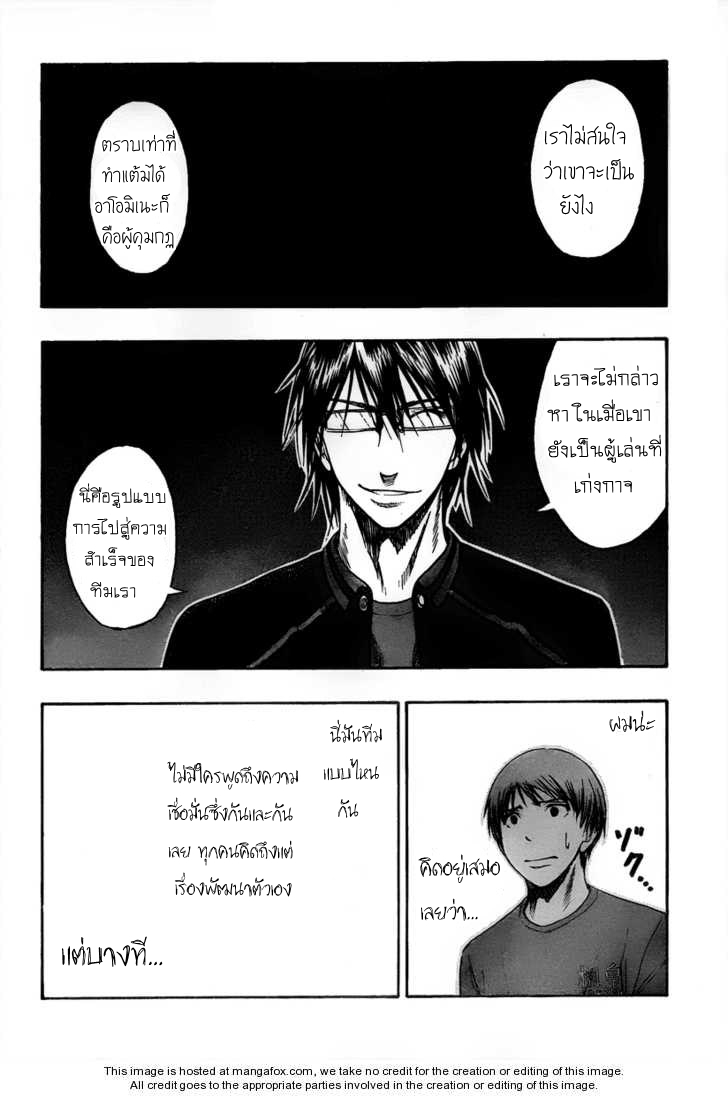 เราไม่สนใจ
ว่าเขาจะเป็น
ยังไง
ตราบเท่าที่
ทำแต้มได้
อาโอมิเนะก็
คือผู้คุมกฎ
เราจะไม่กล่าว
หา ในเมื่อเขา
ยังเป็นผู้เล่นที่
เก่งกาจ
นี่คือรูปแบบ
การไปสู่ความ
สำเร็จของ
ทีมเรา
ผมน่ะ
คิดอยู่เสมอ
เลยว่า...
ゾク...
นี่มันทีม
แบบไหน
กัน
ไม่มีใครพูดถึงความ
เชื่อมั่นซึ่งกันและกัน
เลย ทุกคนคิดถึงแต่
เรื่องพัฒนาตัวเอง
แต่บางที...
This image is hosted at mangafox.com, we take no credit for the creation or editing of this image.
All credit goes to the appropriate parties involved in the creation or editing of this image.